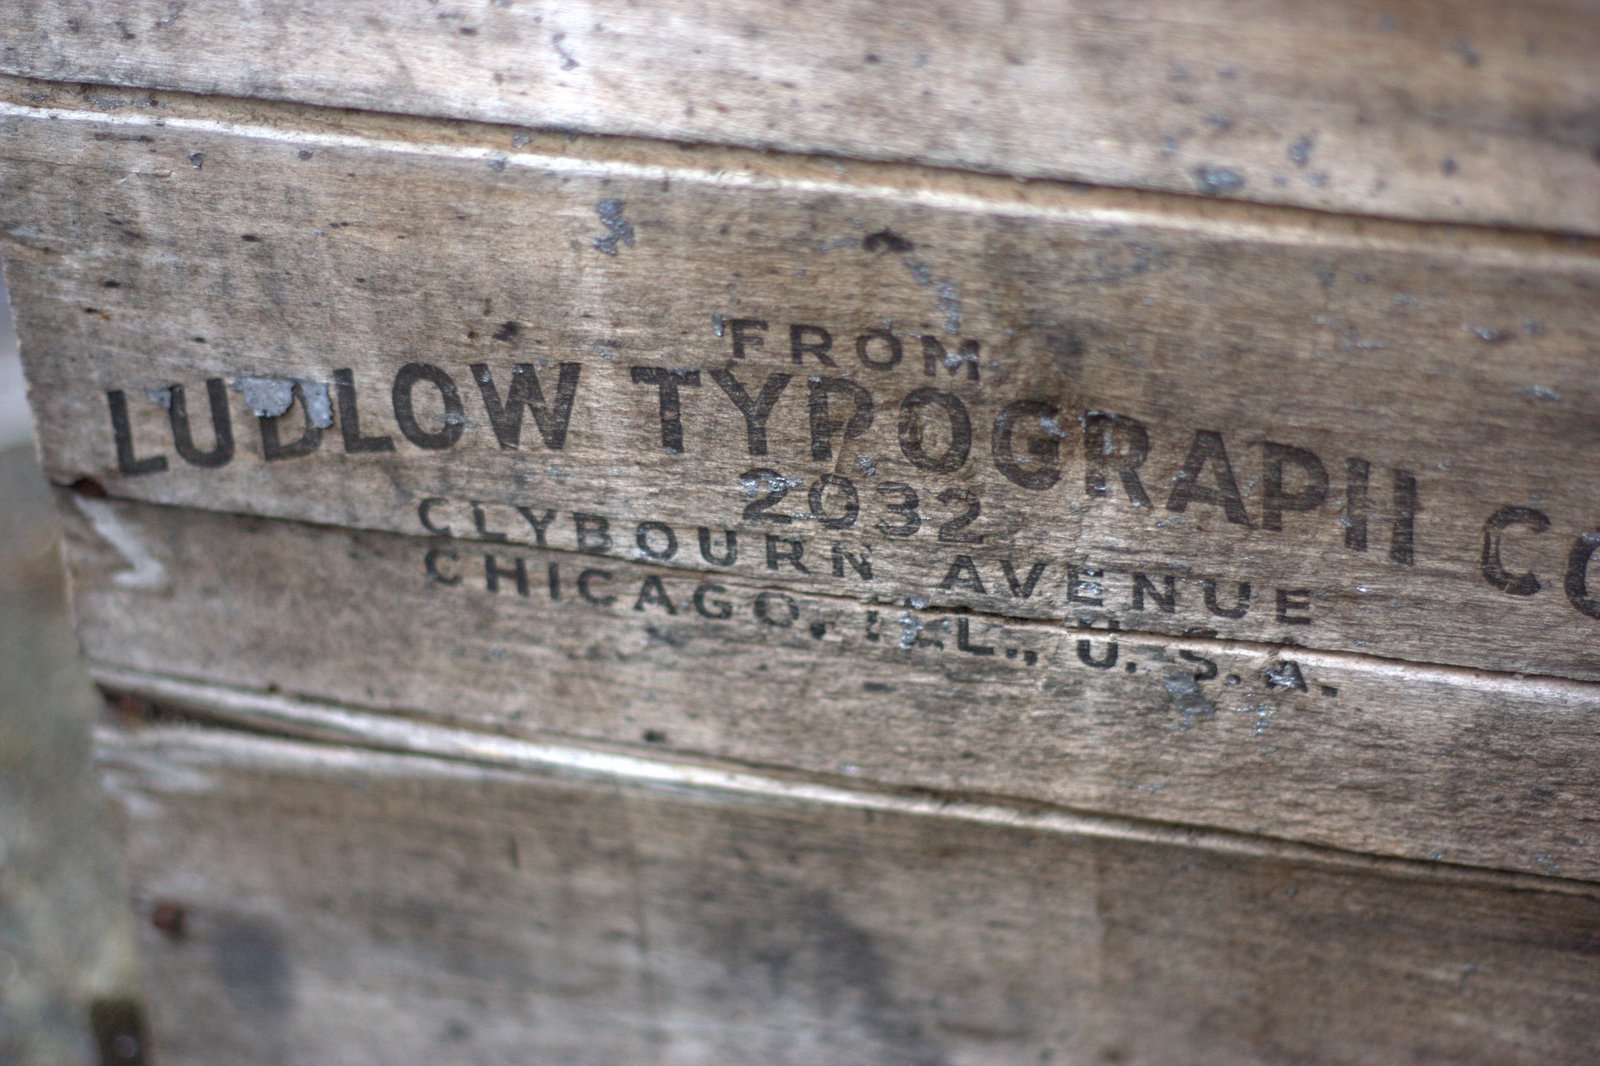 FROM
LUDLOW TYPOGRAPH CO
2032
CLYBOURN AVENUE
CHICAGO, ILL., U.S.A.